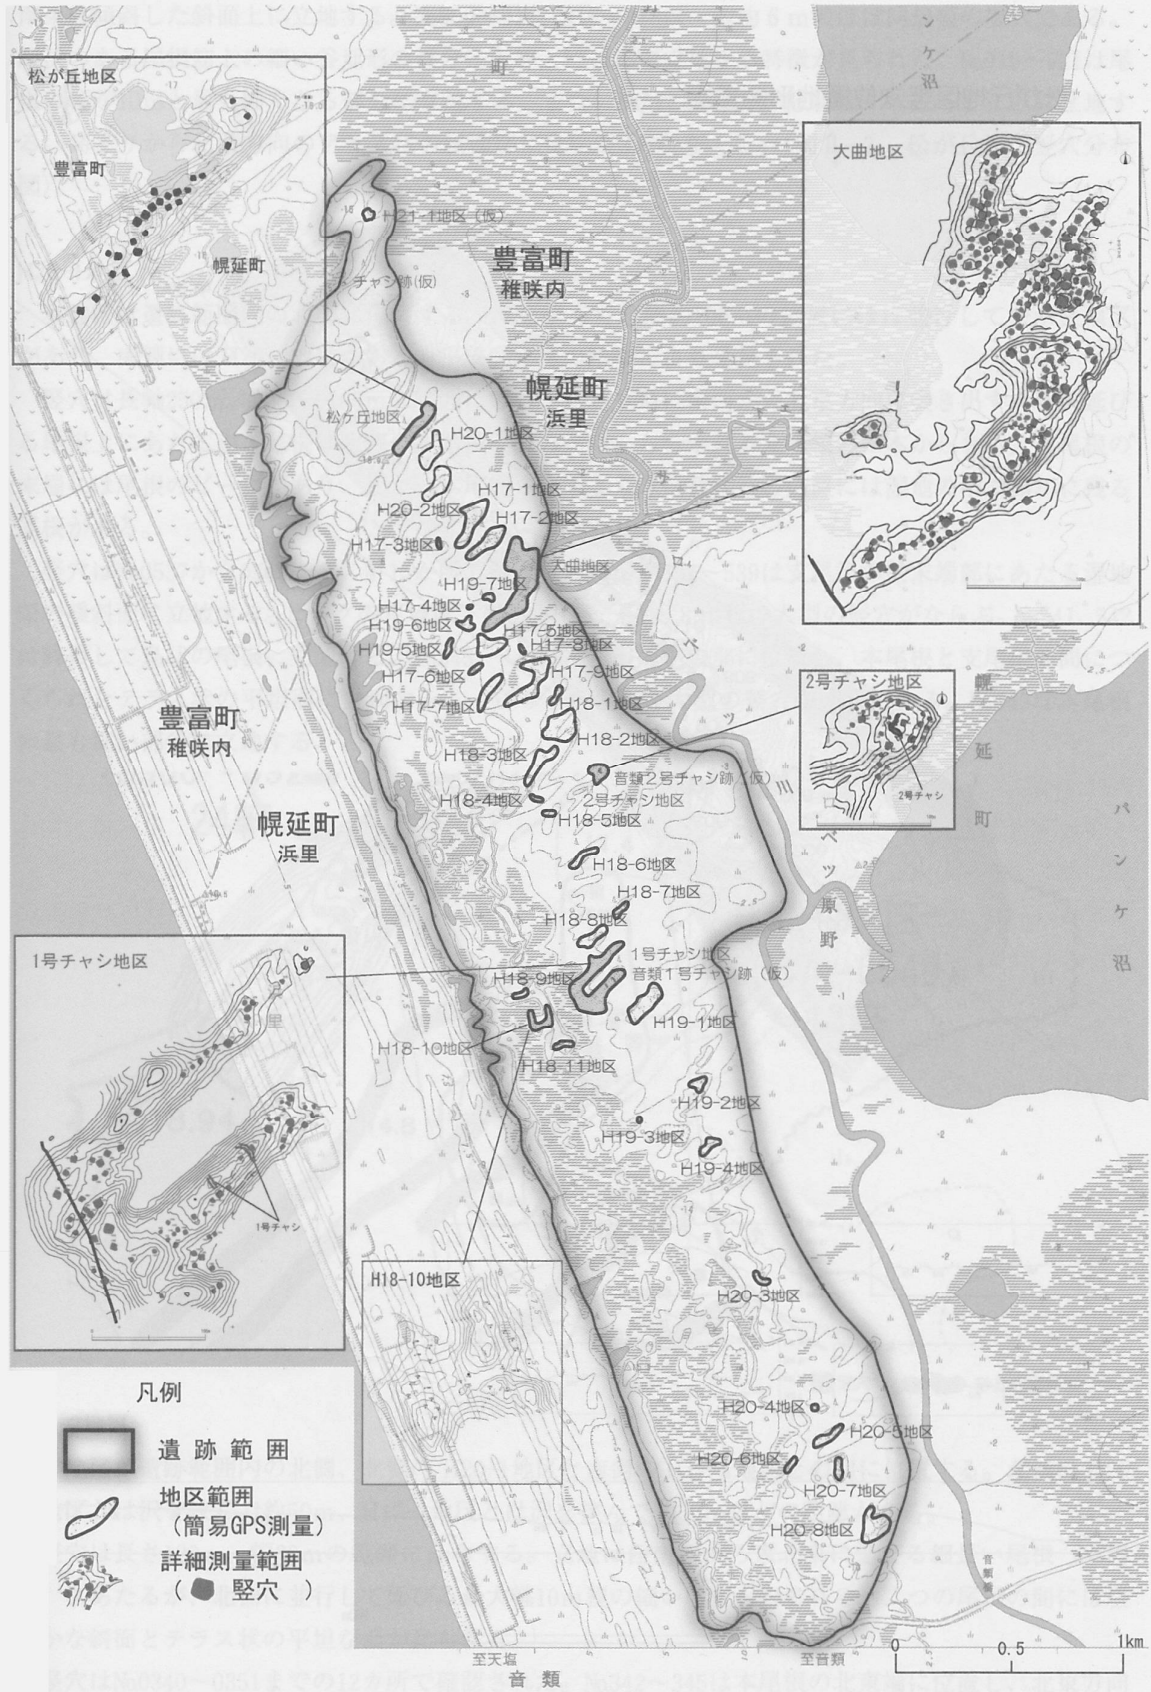 松が丘地区
豊富町
幌延町
町
ンケ沼
大曲地区
H21-1地区（仮）
チャシ跡(仮)
豊富町
稚咲内
幌延町
浜里
松ヶ丘地区
H20-1地区
H17-1地区
H20-2地区
H17-2地区
H17-3地区
大曲地区
H19-7地区
H17-4地区
H19-6地区
H17-5地区
H17-8地区
H19-5地区
H17-9地区
H17-6地区
H17-7地区
H18-1地区
H18-2地区
H18-3地区
2号チャシ地区
2号チャシ
音類２号チャシ跡（仮）
2号チャシ地区
H18-4地区
H18-5地区
豊富町
稚咲内
幌延町
浜里
幌延町
パンケ沼
ロベツ原野
川
H18-6地区
H18-7地区
H18-8地区
1号チャシ地区
音類１号チャシ跡（仮）
H18-9地区
H19-1地区
H18-10地区
H18-11地区
H19-2地区
H19-3地区
H19-4地区
1号チャシ地区
里
1号チャシ
H18-10地区
H20-3地区
H20-4地区
H20-5地区
H20-6地区
H20-7地区
H20-8地区
凡例
遺跡範囲
地区範囲
（簡易GPS測量）
詳細測量範囲
（ 竪穴 ）
0 0.5 1km
至天塩
至音類
音類